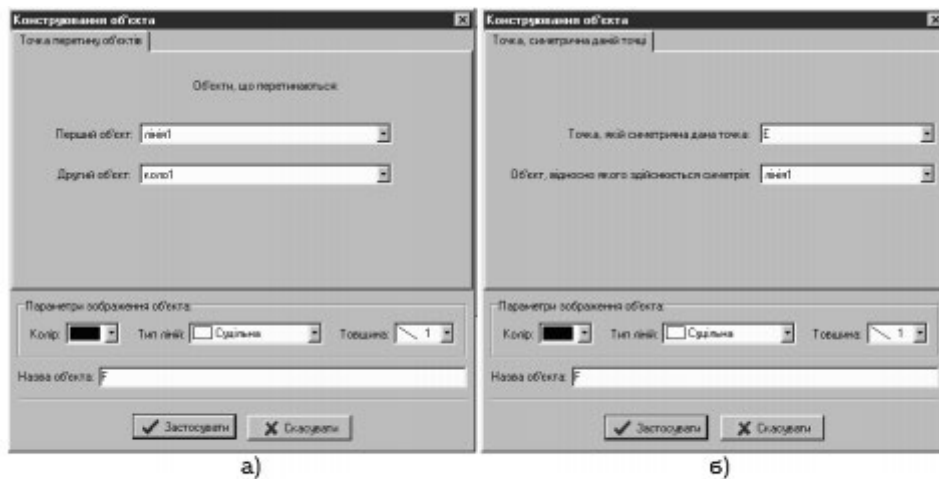 Конструювання об'єкта
Точка перетину об'єктів
Об'єкти, що перетинаються:
Перший об'єкт: лінія1
Другий об'єкт: коло1
Параметри зображення об'єкта:
Колір: Тип лінії: Суцільна Товщина: 1
Назва об'єкта: F
Застосувати Скасувати
а)
Конструювання об'єкта
Точка, симетрична даній точці
Точка, якій симетрична дана точка: E
Об'єкт, відносно якого здійснюється симетрія: лінія1
Параметри зображення об'єкта:
Колір: Тип лінії: Суцільна Товщина: 1
Назва об'єкта: F
Застосувати Скасувати
б)